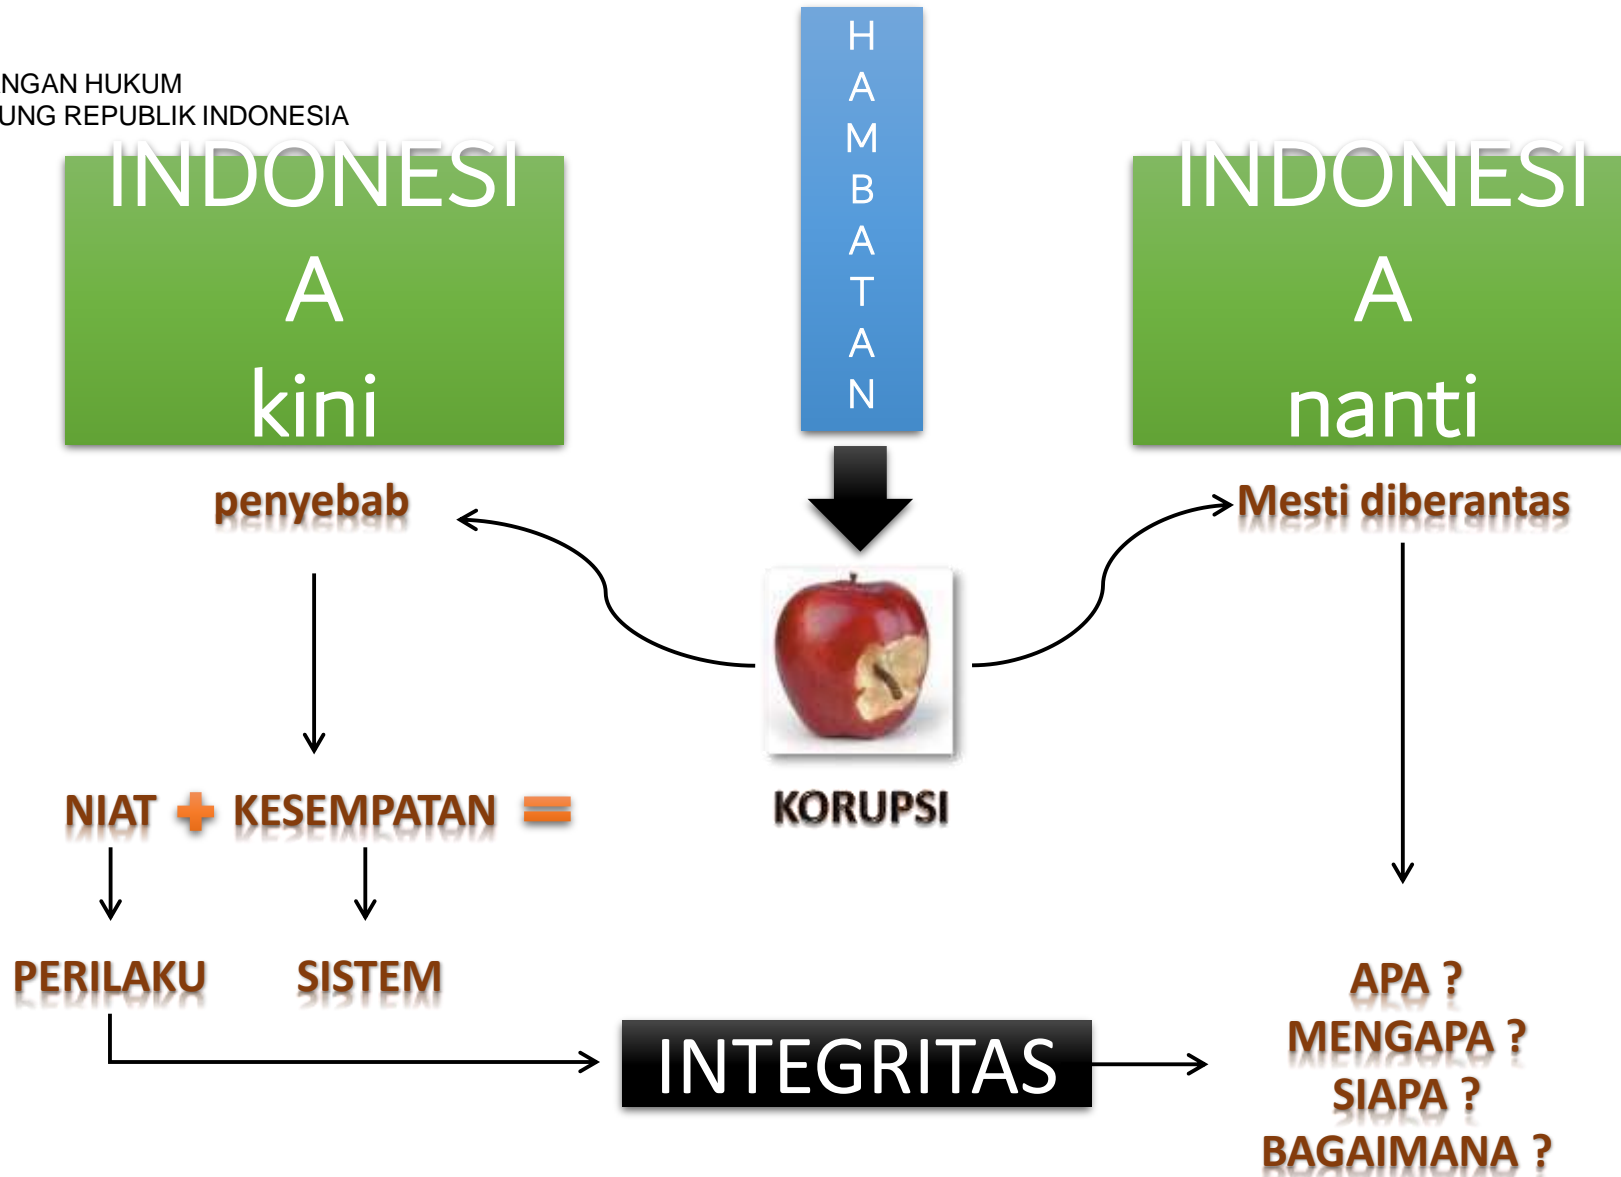 NGAN HUKUM
UNG REPUBLIK INDONESIA
INDONESI
A
kini
H
A
M
B
A
T
A
N
INDONESI
A
nanti
penyebab
Mesti diberantas
NIAT + KESEMPATAN =
KORUPSI
PERILAKU
SISTEM
INTEGRITAS
APA ?
MENGAPA ?
SIAPA ?
BAGAIMANA ?